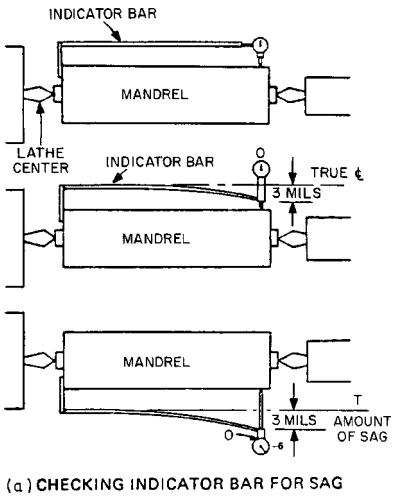 INDICATOR BAR
MANDREL
LATHE
CENTER
INDICATOR BAR
0
TRUE ℄
3 MILS
MANDREL
MANDREL
T
3 MILS
AMOUNT
OF SAG
0
-6
(a) CHECKING INDICATOR BAR FOR SAG